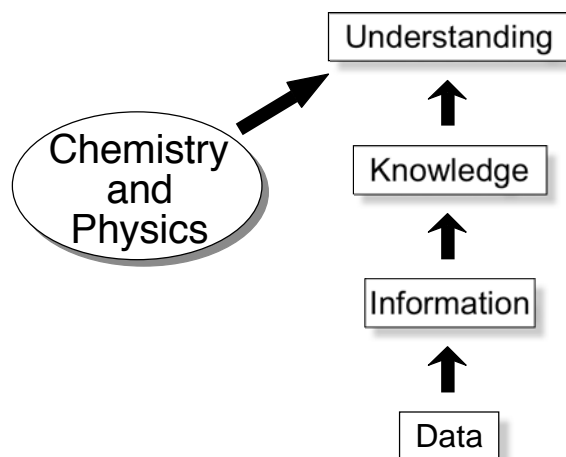 Understanding
Chemistry
and
Physics
Knowledge
Information
Data